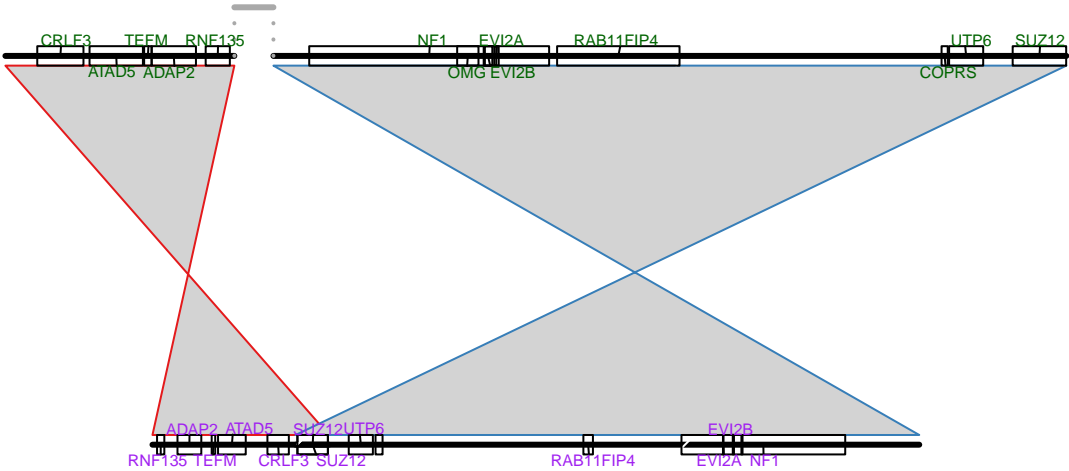 CRLF3 TEFM RNF135 NF1 EVI2A RAB11FIP4 UTP6 SUZ12
ATAD5 ADAP2 OMG EVI2B COPRS
ADAP2 ATAD5 SUZ12 UTP6 EVI2B
RNF135 TEFM CRLF3 SUZ12 RAB11FIP4 EVI2A NF1